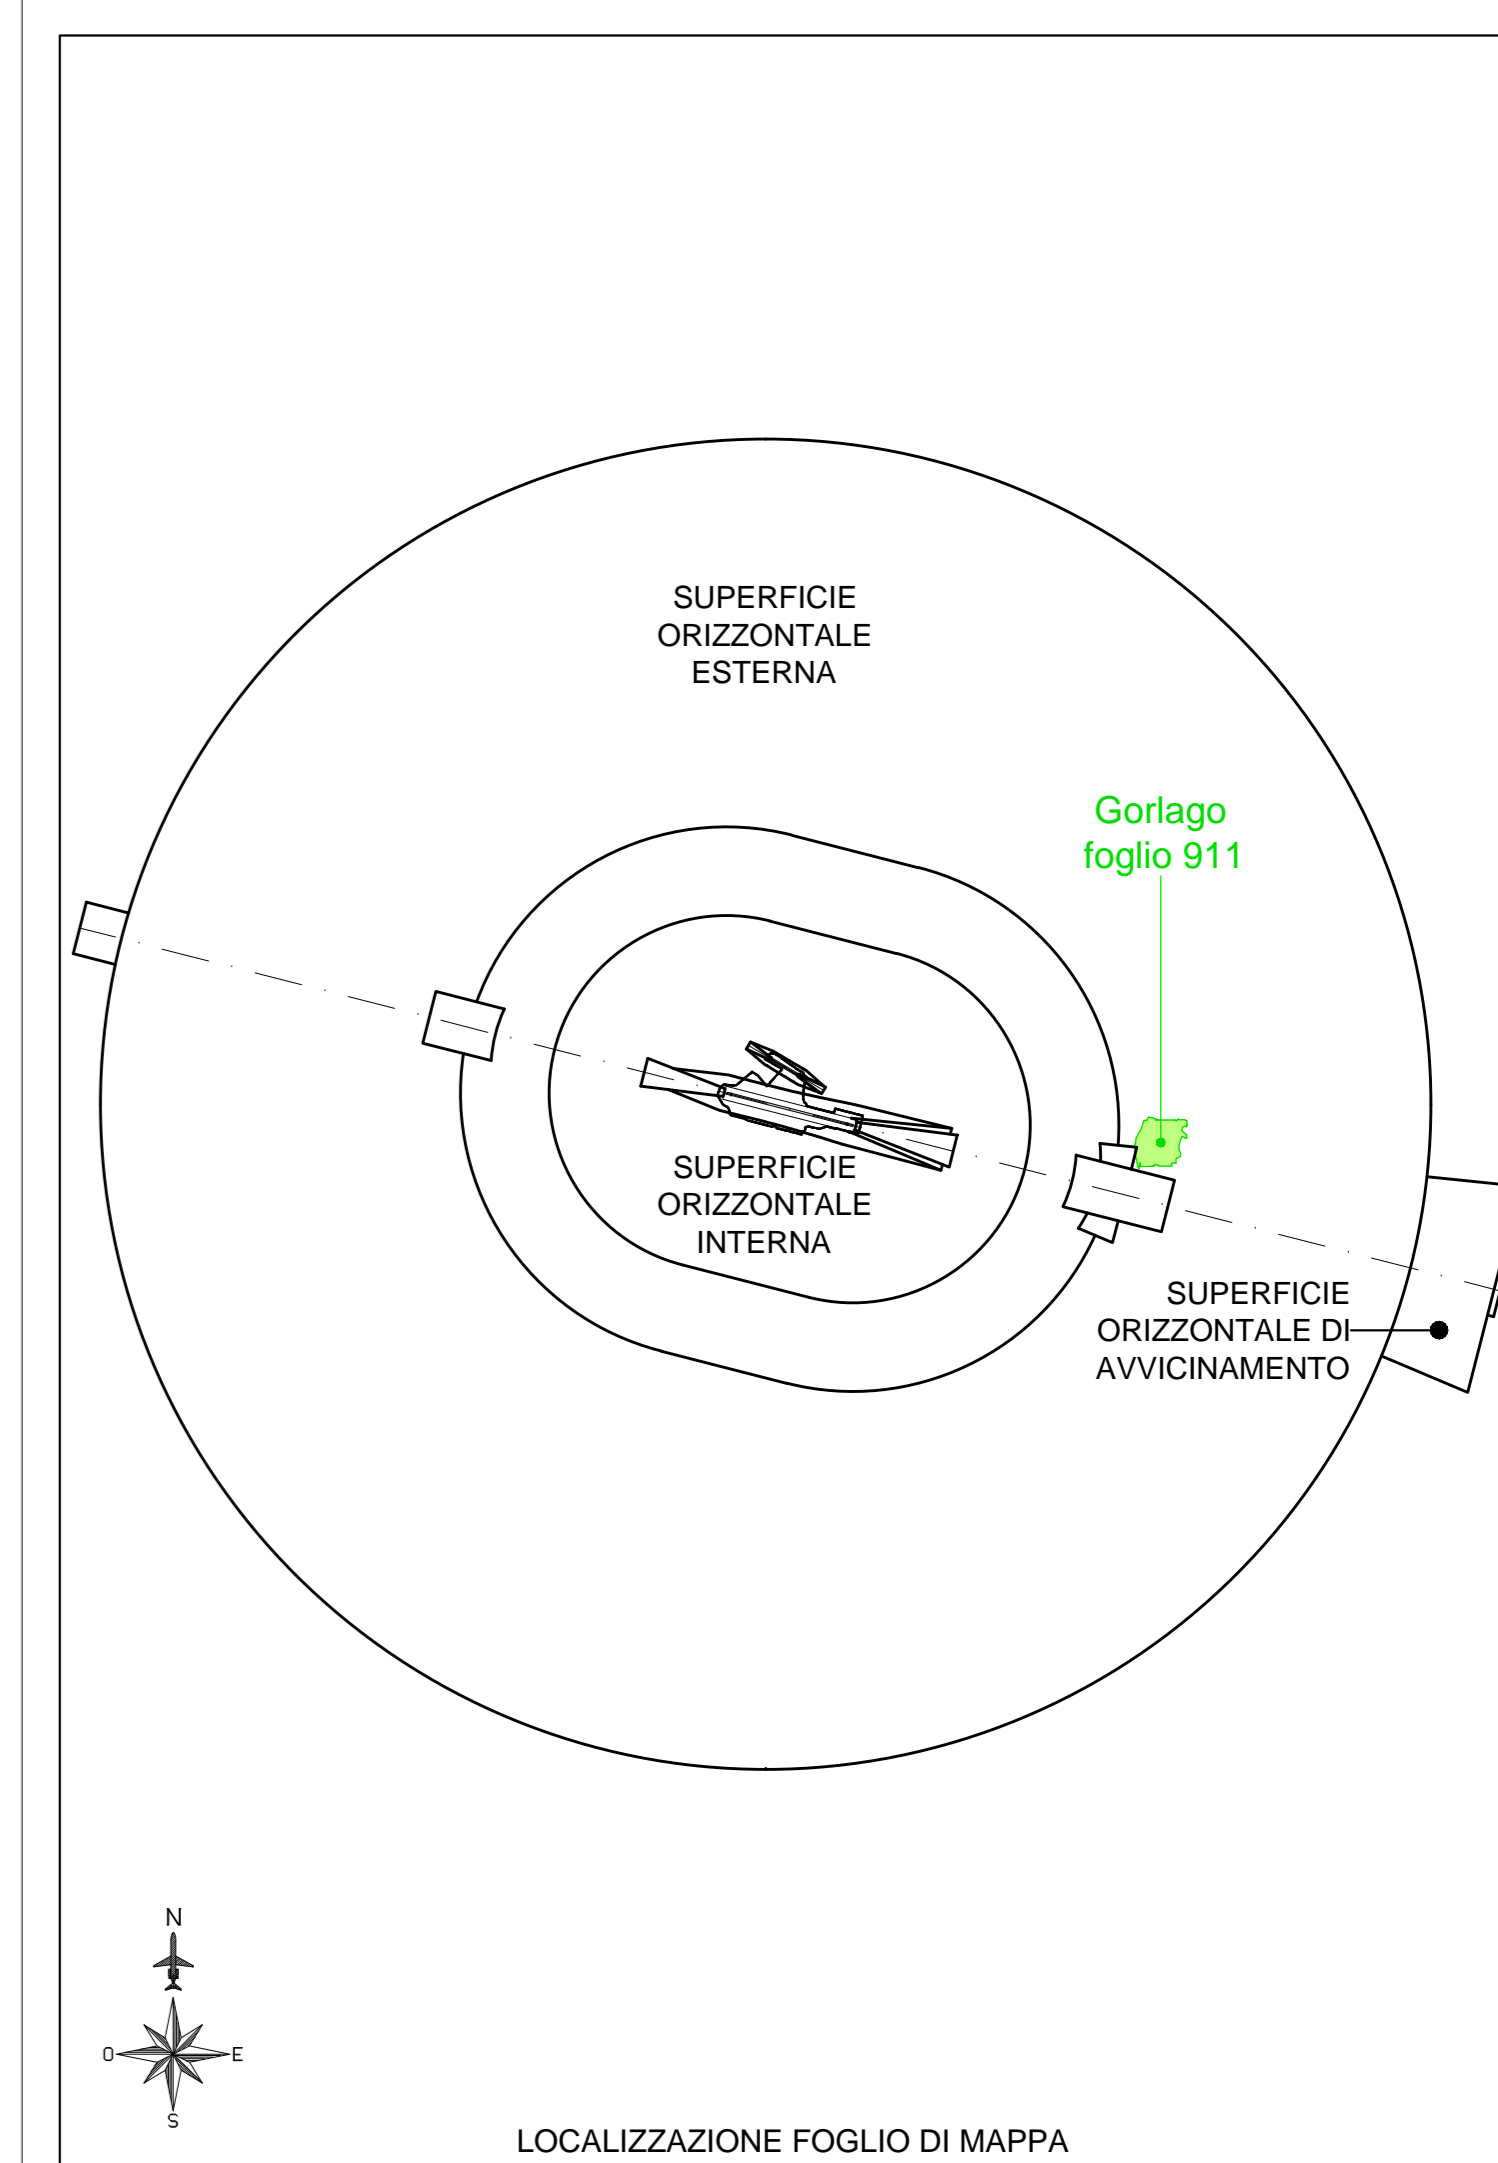 SUPERFICIE
ORIZZONTALE
ESTERNA
Gorlago
foglio 911
SUPERFICIE
ORIZZONTALE
INTERNA
SUPERFICIE
ORIZZONTALE DI
AVVICINAMENTO
N
O
E
S
LOCALIZZAZIONE FOGLIO DI MAPPA